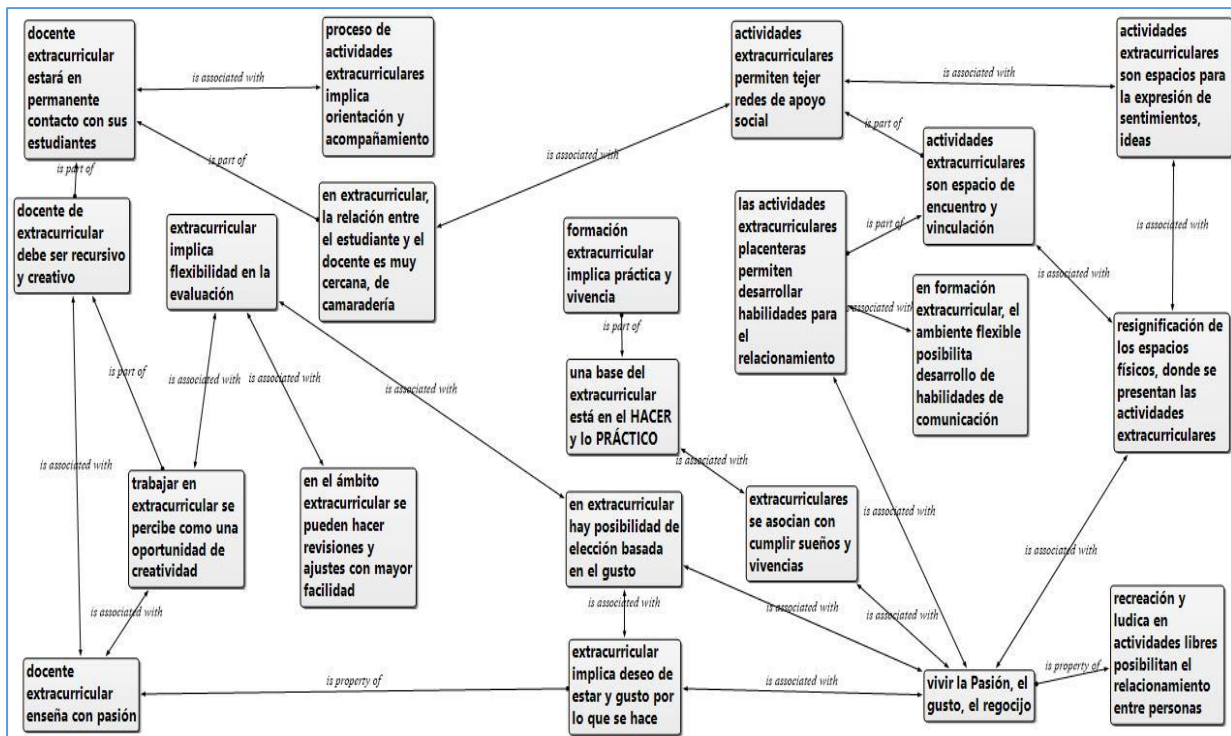 docente
extracurricular
estará en
permanente
contacto con sus
estudiantes
is associated with
proceso de
actividades
extracurriculares
implica
orientación y
acompañamiento
actividades
extracurriculares
permiten tejer
redes de apoyo
social
is associated with
actividades
extracurriculares
son espacios para
la expresión de
sentimientos,
ideas
is part of
is part of
is associated with
is part of
actividades
extracurriculares
son espacio de
encuentro y
vinculación
docente de
extracurricular
debe ser recursivo
y creativo
extracurricular
implica
flexibilidad en la
evaluación
en extracurricular,
la relación entre
el estudiante y el
docente es muy
cercana, de
camaradería
formación
extracurricular
implica práctica y
vivencia
las actividades
extracurriculares
placenteras
permiten
desarrollar
habilidades para
el
relacionamiento
is part of
is associated with
is associated with
is associated with
en formación
extracurricular, el
ambiente flexible
posibilita
desarrollo de
habilidades de
comunicación
resignificación de
los espacios
físicos, donde se
presentan las
actividades
extracurriculares
is part of
is part of
is associated with
is associated with
is associated with
una base del
extracurricular
está en el HACER
y lo PRÁCTICO
is associated with
is associated with
trabajar en
extracurricular se
percibe como una
oportunidad de
creatividad
en el ámbito
extracurricular se
pueden hacer
revisiones y
ajustes con mayor
facilidad
en extracurricular
hay posibilidad de
elección basada
en el gusto
extracurriculares
se asocian con
cumplir sueños y
vivencias
is associated with
is associated with
is associated with
is associated with
is associated with
is associated with
recreación y
ludica en
actividades libres
posibilitan el
relacionamiento
entre personas
docente
extracurricular
enseña con pasión
is property of
extracurricular
implica deseo de
estar y gusto por
lo que se hace
is associated with
vivir la Pasión, el
gusto, el regocijo
is property of